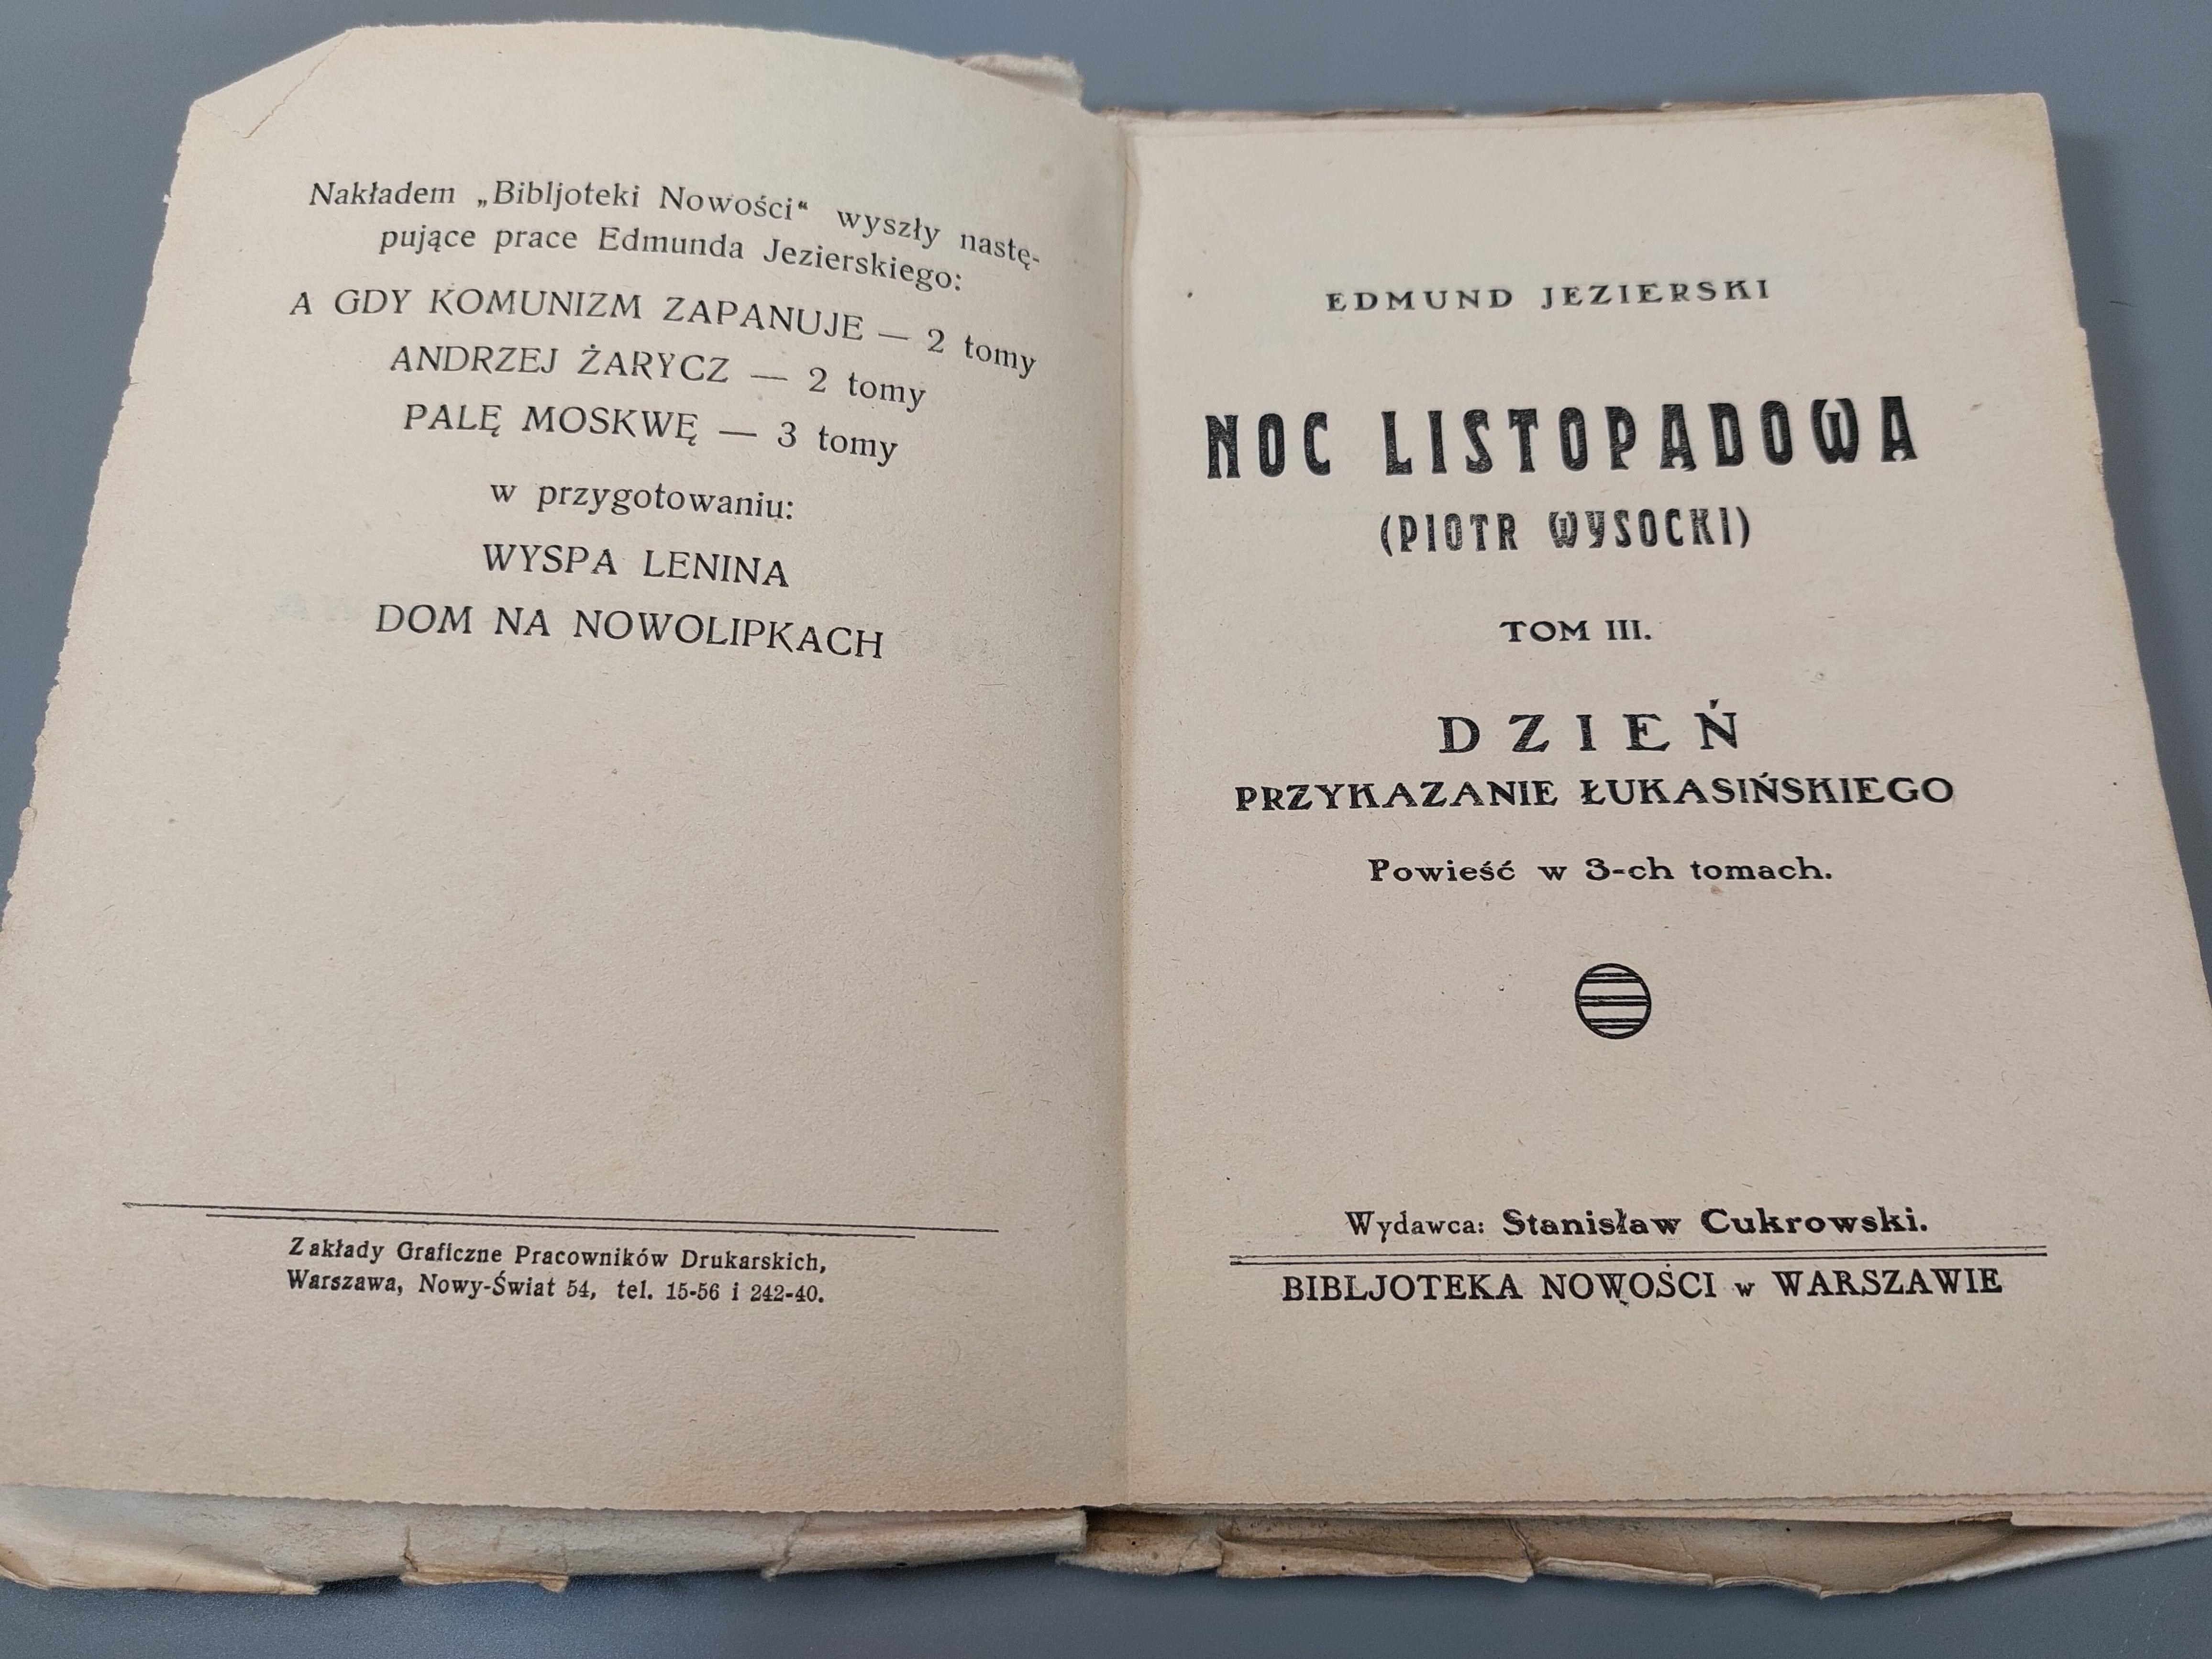 Nakładem „Bibljoteki Nowości“ wyszły nastę-
pujące prace Edmunda Jezierskiego:
A GDY KOMUNIZM ZAPANUJE — 2 tomy
ANDRZEJ ŻARYCZ — 2 tomy
PALĘ MOSKWĘ — 3 tomy
w przygotowaniu:
WYSPA LENINA
DOM NA NOWOLIPKACH
Zakłady Graficzne Pracowników Drukarskich,
Warszawa, Nowy-Świat 54, tel. 15-56 i 242-40.
EDMUND JEZIERSKI
NOC LISTOPADOWA
(PIOTR WYSOCKI)
TOM III.
DZIEŃ
PRZYKAZANIE ŁUKASIŃSKIEGO
Powieść w 3-ch tomach.
Wydawca: Stanisław Cukrowski.
BIBLJOTEKA NOWOŚCI w WARSZAWIE